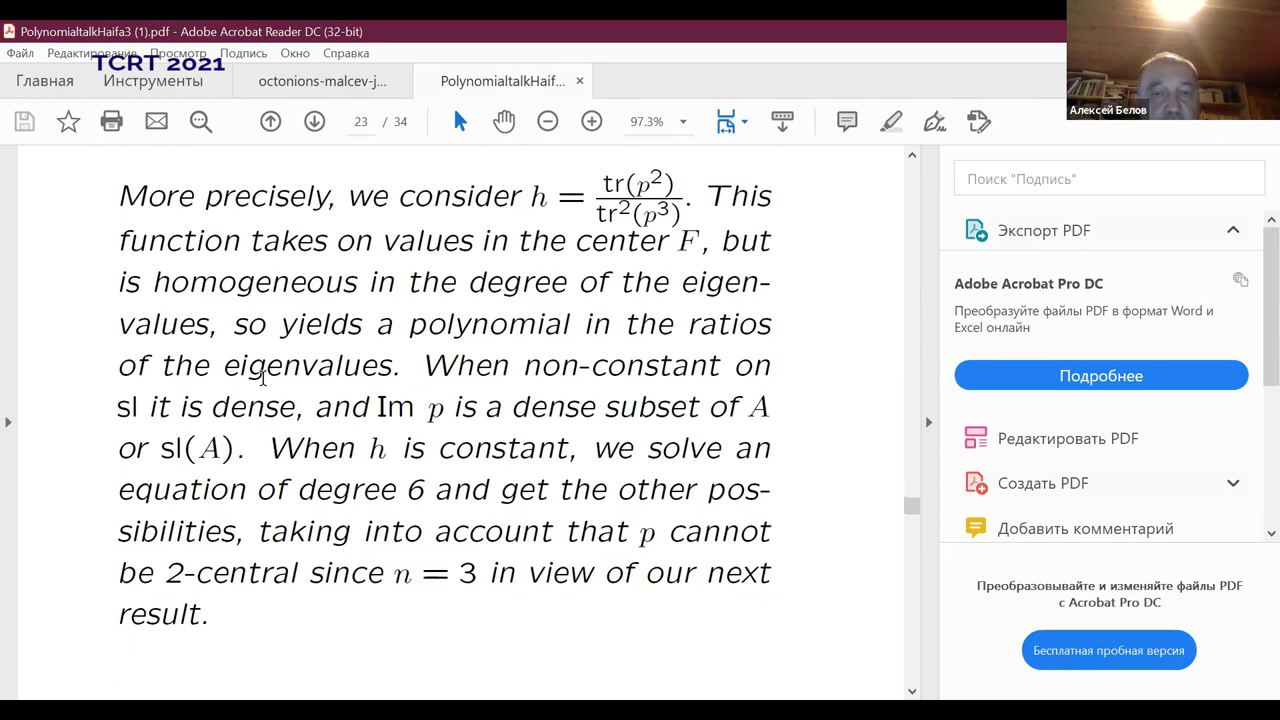 PolynomialtalkHaifa3 (1).pdf - Adobe Acrobat Reader DC (32-bit)
Файл Редактирование Просмотр Подпись Окно Справка
TCRT 2021
Главная Инструменты octonions-malcev-j... PolynomialtalkHaif... ×
23 / 34 97.3%
Алексей Белов
More precisely, we consider h = tr(p²)/tr²(p³). This
function takes on values in the center F, but
is homogeneous in the degree of the eigen-
values, so yields a polynomial in the ratios
of the eigenvalues. When non-constant on
sl it is dense, and Im p is a dense subset of A
or sl(A). When h is constant, we solve an
equation of degree 6 and get the other pos-
sibilities, taking into account that p cannot
be 2-central since n = 3 in view of our next
result.
Поиск "Подпись"
Экспорт PDF
Adobe Acrobat Pro DC
Преобразуйте файлы PDF в формат Word и
Excel онлайн
Подробнее
Редактировать PDF
Создать PDF
Добавить комментарий
Преобразовывайте и изменяйте файлы PDF
с Acrobat Pro DC
Бесплатная пробная версия